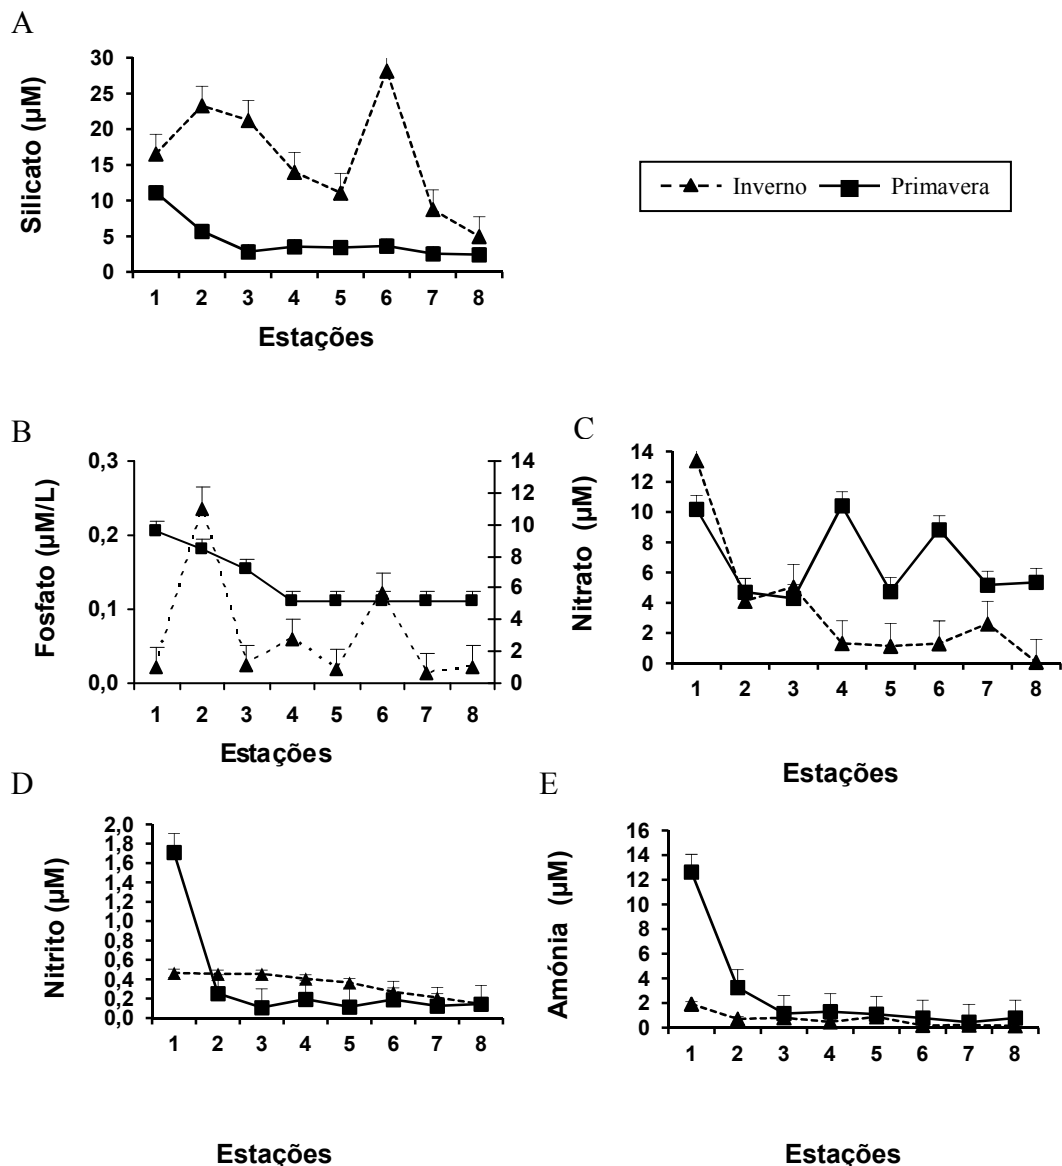 A
Silicato (µM)
30
25
20
15
10
5
0
1 2 3 4 5 6 7 8
Estações
Inverno Primavera
B
Fosfato (µM/L)
0,3
0,2
0,1
0,0
14
12
10
8
6
4
2
0
1 2 3 4 5 6 7 8
Estações
C
Nitrato (µM)
14
12
10
8
6
4
2
0
1 2 3 4 5 6 7 8
Estações
D
Nitrito (µM)
2,0
1,8
1,6
1,4
1,2
1,0
0,8
0,6
0,4
0,2
0,0
1 2 3 4 5 6 7 8
Estações
E
Amónia (µM)
16
14
12
10
8
6
4
2
0
1 2 3 4 5 6 7 8
Estações